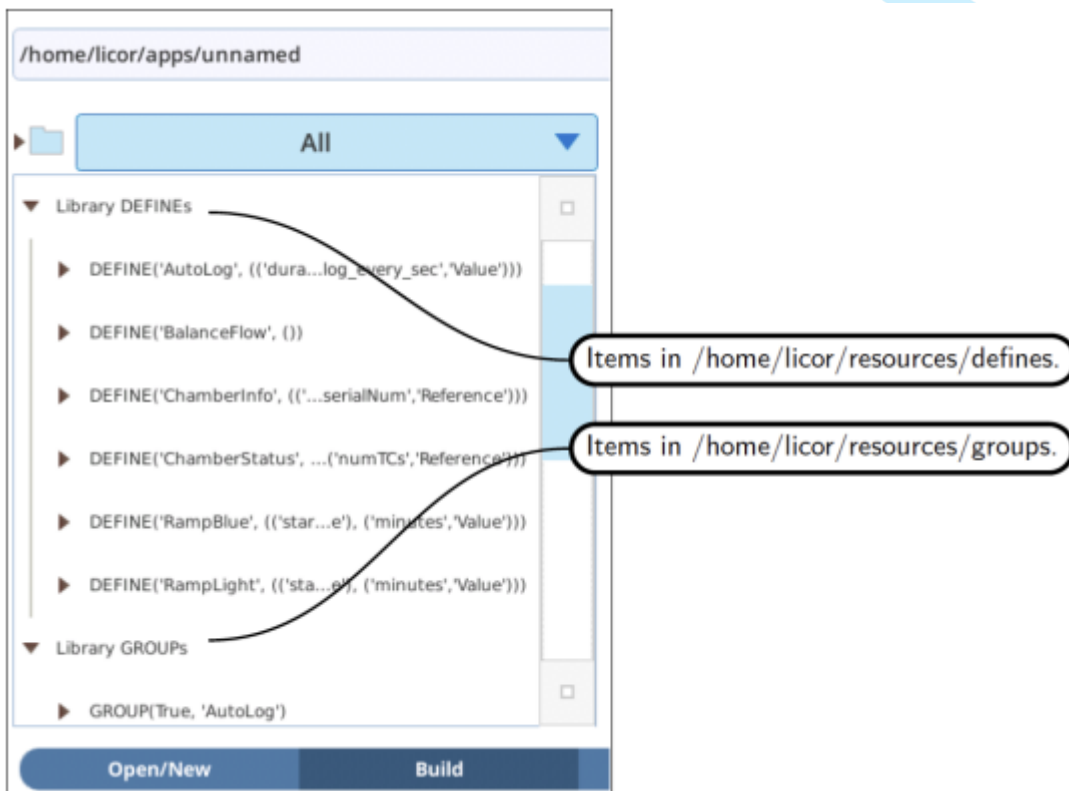 /home/licor/apps/unnamed
All
Library DEFINEs
DEFINE('AutoLog', (('dura...log_every_sec','Value')))
DEFINE('BalanceFlow', ())
Items in /home/licor/resources/defines.
DEFINE('ChamberInfo', (('...serialNum','Reference')))
Items in /home/licor/resources/groups.
DEFINE('ChamberStatus', ...('numTCs','Reference')))
DEFINE('RampBlue', (('star...e'), ('minutes','Value')))
DEFINE('RampLight', (('sta...e'), ('minutes','Value')))
Library GROUPs
GROUP(True, 'AutoLog')
Open/New
Build